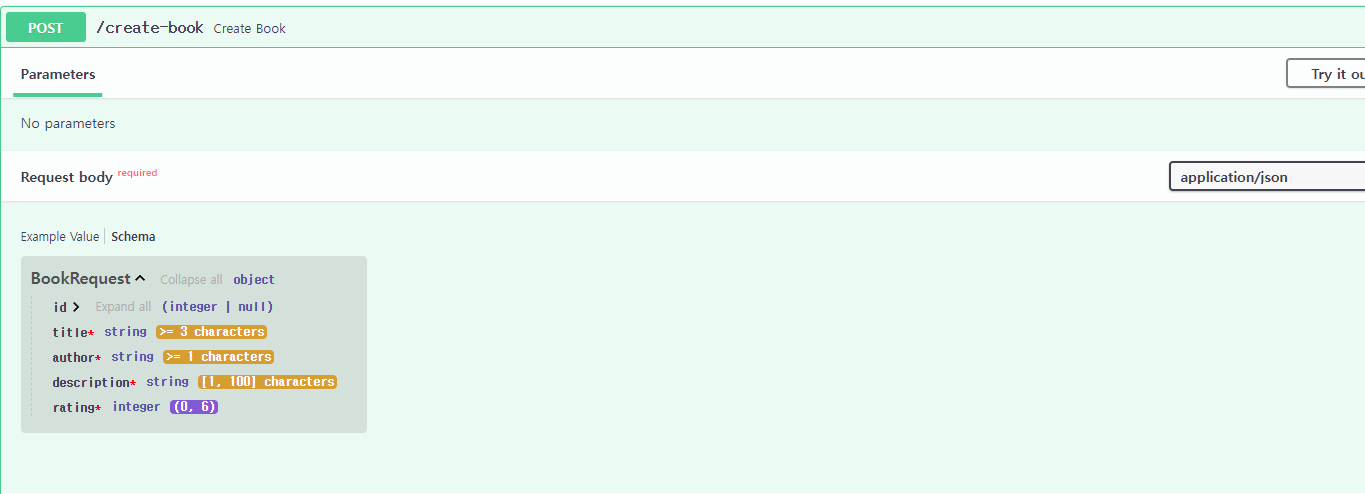 POST /create-book Create Book
Parameters
Try it ou
No parameters
Request body required
application/json
Example Value Schema
BookRequest Collapse all object
id Expand all (integer | null)
title* string >= 3 characters
author* string >= 1 characters
description* string [1, 100] characters
rating* integer (0, 6)